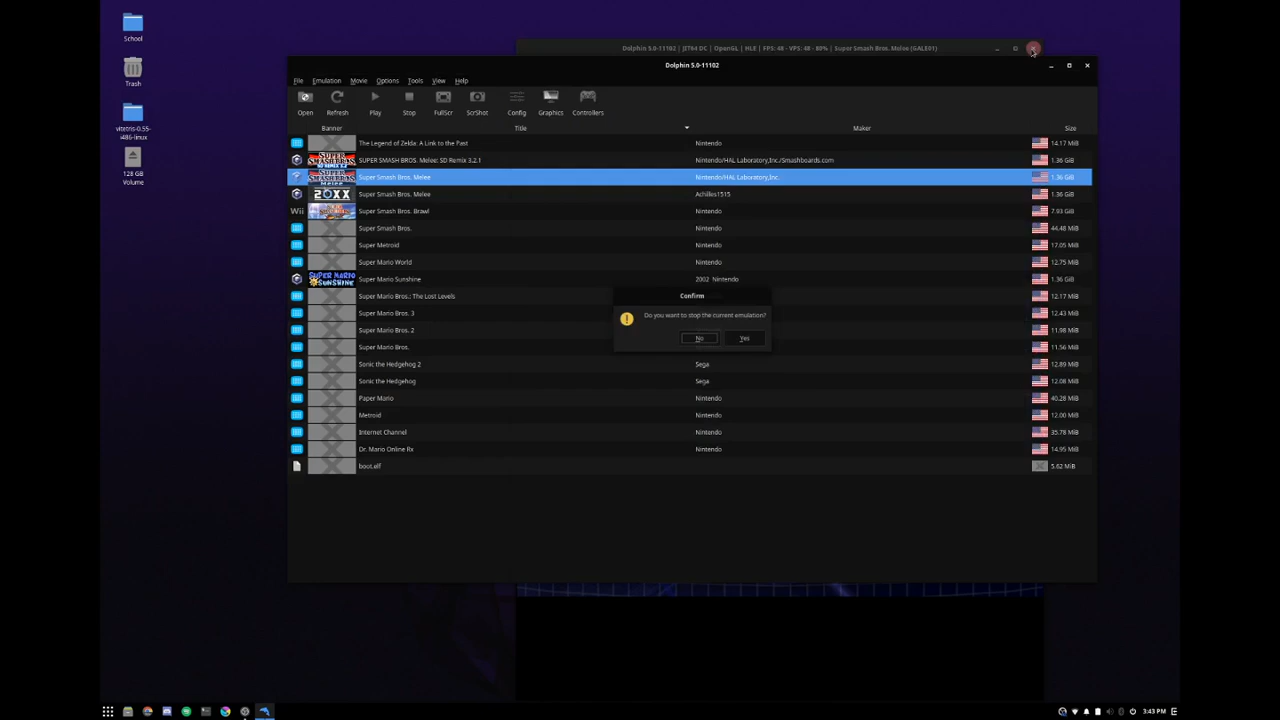 School
Trash
vitetris-0.55-
i486-linux
128 GB
Volume
Dolphin 5.0-11102 | JIT64 DC | OpenGL | HLE | FPS: 48 - VPS: 48 - 80% | Super Smash Bros. Melee (GALE01)
Dolphin 5.0-11102
File Emulation Movie Options Tools View Help
Open Refresh Play Stop FullScr ScrShot Config Graphics Controllers
Banner Title Maker Size
The Legend of Zelda: A Link to the Past Nintendo 14.17 MiB
SUPER SMASH BROS. Melee: SD Remix 3.2.1 Nintendo/HAL Laboratory,Inc./Smashboards.com 1.36 GiB
Super Smash Bros. Melee Nintendo/HAL Laboratory,Inc. 1.36 GiB
20XX Super Smash Bros. Melee Achilles1515 1.36 GiB
Wii Super Smash Bros. Brawl Nintendo 7.93 GiB
Super Smash Bros. Nintendo 44.48 MiB
Super Metroid Nintendo 17.05 MiB
Super Mario World Nintendo 12.75 MiB
SUPER MARIO SUNSHINE Super Mario Sunshine 2002 Nintendo 1.36 GiB
Super Mario Bros.: The Lost Levels 12.17 MiB
Super Mario Bros. 3 12.43 MiB
Super Mario Bros. 2 11.98 MiB
Super Mario Bros. 11.56 MiB
Sonic the Hedgehog 2 Sega 12.89 MiB
Sonic the Hedgehog Sega 12.08 MiB
Paper Mario Nintendo 40.28 MiB
Metroid Nintendo 12.00 MiB
Internet Channel Nintendo 35.78 MiB
Dr. Mario Online Rx Nintendo 14.95 MiB
boot.elf 5.62 MiB
Confirm
Do you want to stop the current emulation?
No Yes
3:43 PM